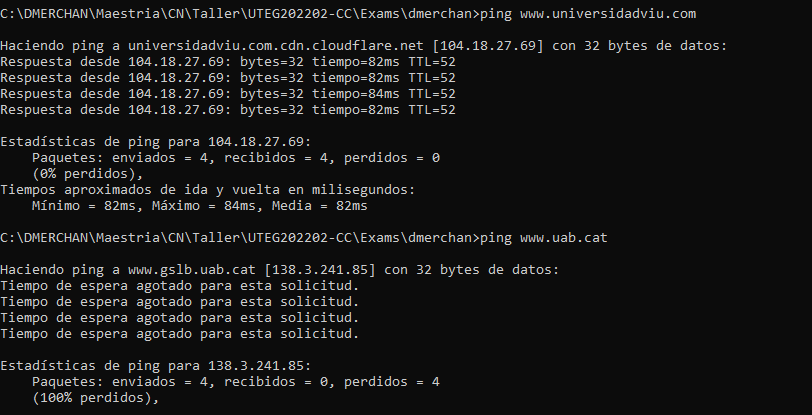 C:\DMERCHAN\Maestria\CN\Taller\UTEG202202-CC\Exams\dmerchan>ping www.universidadviu.com
Haciendo ping a universidadviu.com.cdn.cloudflare.net [104.18.27.69] con 32 bytes de datos:
Respuesta desde 104.18.27.69: bytes=32 tiempo=82ms TTL=52
Respuesta desde 104.18.27.69: bytes=32 tiempo=82ms TTL=52
Respuesta desde 104.18.27.69: bytes=32 tiempo=84ms TTL=52
Respuesta desde 104.18.27.69: bytes=32 tiempo=82ms TTL=52
Estadísticas de ping para 104.18.27.69:
Paquetes: enviados = 4, recibidos = 4, perdidos = 0
(0% perdidos),
Tiempos aproximados de ida y vuelta en milisegundos:
Mínimo = 82ms, Máximo = 84ms, Media = 82ms
C:\DMERCHAN\Maestria\CN\Taller\UTEG202202-CC\Exams\dmerchan>ping www.uab.cat
Haciendo ping a www.gslb.uab.cat [138.3.241.85] con 32 bytes de datos:
Tiempo de espera agotado para esta solicitud.
Tiempo de espera agotado para esta solicitud.
Tiempo de espera agotado para esta solicitud.
Tiempo de espera agotado para esta solicitud.
Estadísticas de ping para 138.3.241.85:
Paquetes: enviados = 4, recibidos = 0, perdidos = 4
(100% perdidos),